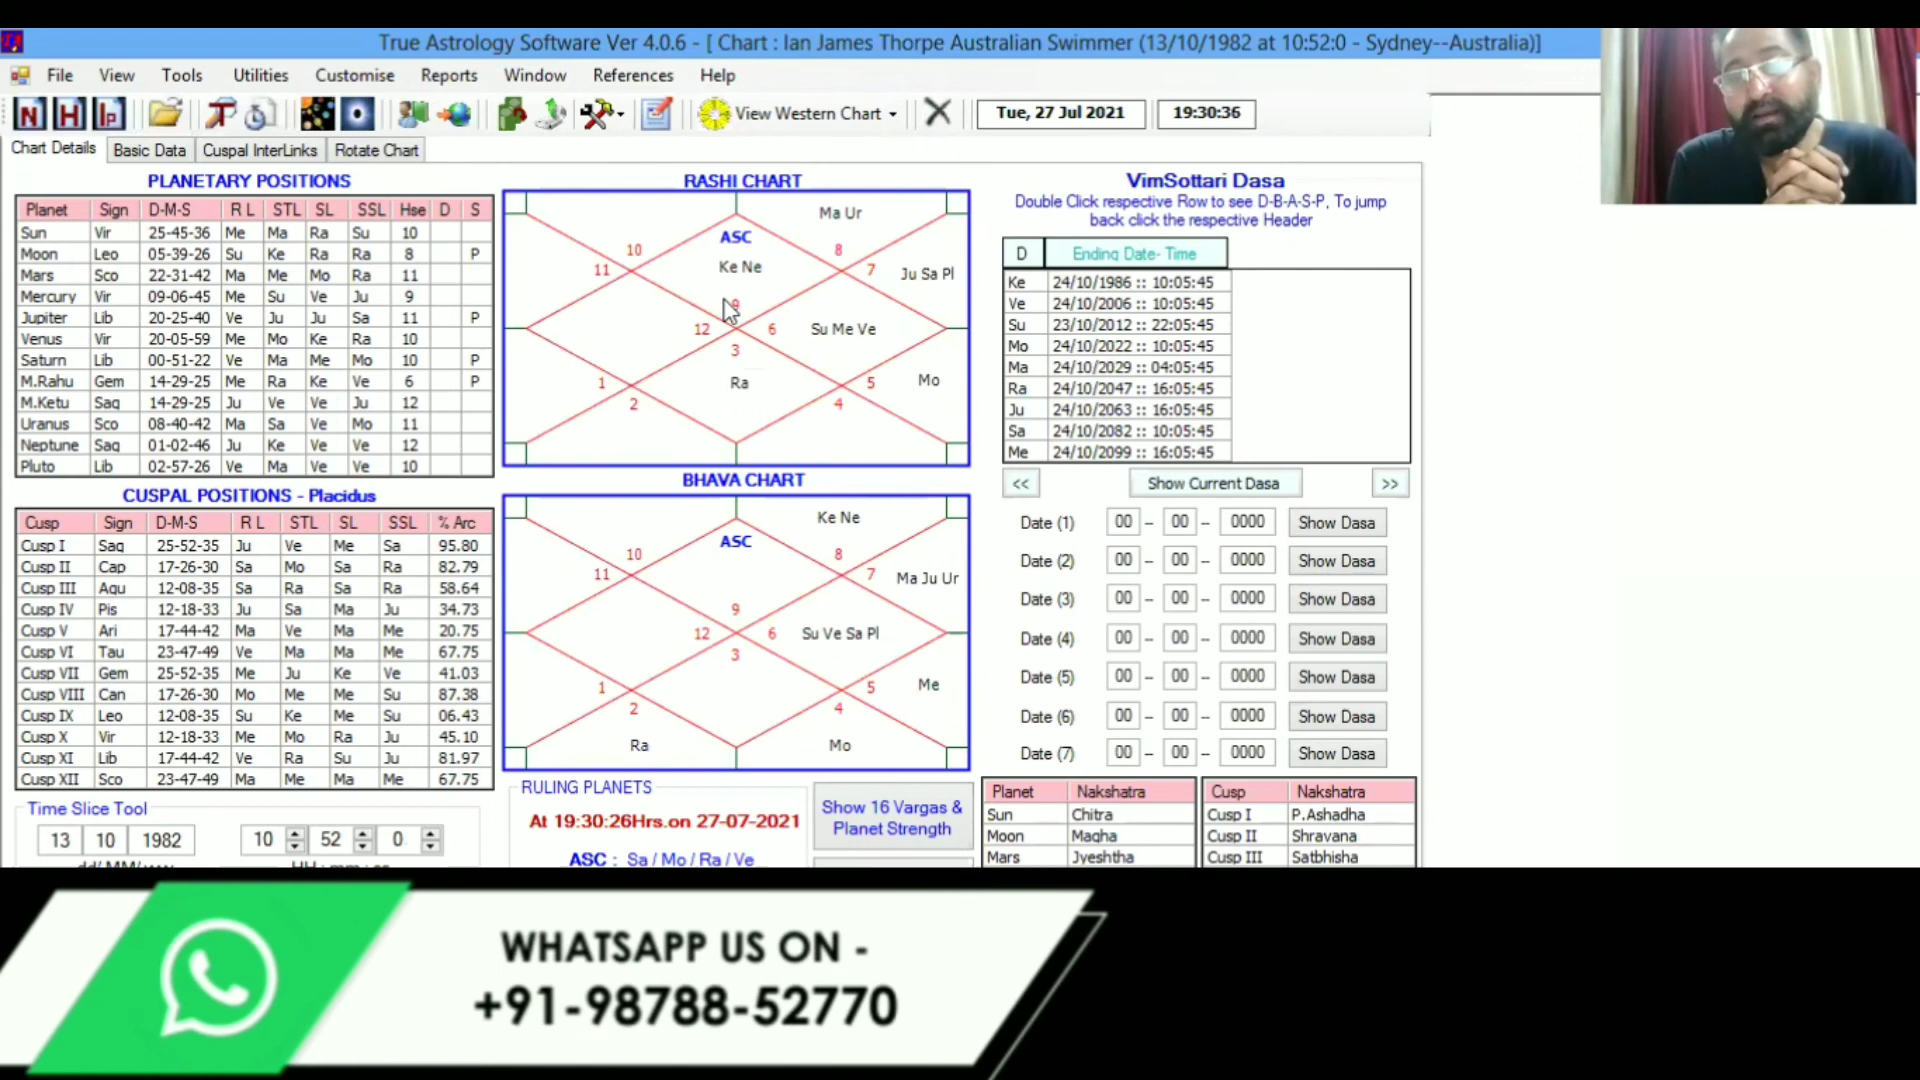 True Astrology Software Ver 4.0.6 - [ Chart : Ian James Thorpe Australian Swimmer (13/10/1982 at 10:52:0 - Sydney--Australia)]
File View Tools Utilities Customise Reports Window References Help
N H Ip View Western Chart Tue, 27 Jul 2021 19:30:36
Chart Details Basic Data Cuspal InterLinks Rotate Chart
PLANETARY POSITIONS
Planet Sign D-M-S R L STL SL SSL Hse D S
Sun Vir 25-45-36 Me Ma Ra Su 10
Moon Leo 05-39-26 Su Ke Ra Ra 8 P
Mars Sco 22-31-42 Ma Me Mo Ra 11
Mercury Vir 09-06-45 Me Su Ve Ju 9
Jupiter Lib 20-25-40 Ve Ju Ju Sa 11 P
Venus Vir 20-05-59 Me Mo Ke Ra 10
Saturn Lib 00-51-22 Ve Ma Me Mo 10 P
M.Rahu Gem 14-29-25 Me Ra Ke Ve 6 P
M.Ketu Sag 14-29-25 Ju Ve Ve Ju 12
Uranus Sco 08-40-42 Ma Sa Ve Mo 11
Neptune Sag 01-02-46 Ju Ke Ve Ve 12
Pluto Lib 02-57-26 Ve Ma Ve Ve 10
CUSPAL POSITIONS - Placidus
Cusp Sign D-M-S R L STL SL SSL % Arc
Cusp I Sag 25-52-35 Ju Ve Me Sa 95.80
Cusp II Cap 17-26-30 Sa Mo Sa Ra 82.79
Cusp III Aqu 12-08-35 Sa Ra Sa Ra 58.64
Cusp IV Pis 12-18-33 Ju Sa Ma Ju 34.73
Cusp V Ari 17-44-42 Ma Ve Ma Me 20.75
Cusp VI Tau 23-47-49 Ve Ma Ma Me 67.75
Cusp VII Gem 25-52-35 Me Ju Ke Ve 41.03
Cusp VIII Can 17-26-30 Mo Me Me Su 87.38
Cusp IX Leo 12-08-35 Su Ke Me Su 06.43
Cusp X Vir 12-18-33 Me Mo Ra Ju 45.10
Cusp XI Lib 17-44-42 Ve Ra Su Ju 81.97
Cusp XII Sco 23-47-49 Ma Me Ma Me 67.75
Time Slice Tool
13 10 1982 10 52 0
RASHI CHART
Ma Ur
ASC
10 8
Ke Ne
11 7 Ju Sa Pl
12 6 Su Me Ve
3
1 Ra 5 Mo
2 4
BHAVA CHART
Ke Ne
ASC
10 8
11 7 Ma Ju Ur
9
12 6 Su Ve Sa Pl
3
1 5 Me
2 4
Ra Mo
RULING PLANETS
At 19:30:26Hrs.on 27-07-2021
ASC : Sa / Mo / Ra / Ve
Show 16 Vargas &
Planet Strength
VimSottari Dasa
Double Click respective Row to see D-B-A-S-P, To jump
back click the respective Header
D Ending Date- Time
Ke 24/10/1986 :: 10:05:45
Ve 24/10/2006 :: 10:05:45
Su 23/10/2012 :: 22:05:45
Mo 24/10/2022 :: 10:05:45
Ma 24/10/2029 :: 04:05:45
Ra 24/10/2047 :: 16:05:45
Ju 24/10/2063 :: 16:05:45
Sa 24/10/2082 :: 10:05:45
Me 24/10/2099 :: 16:05:45
<< Show Current Dasa >>
Date (1) 00 -- 00 -- 0000 Show Dasa
Date (2) 00 -- 00 -- 0000 Show Dasa
Date (3) 00 -- 00 -- 0000 Show Dasa
Date (4) 00 -- 00 -- 0000 Show Dasa
Date (5) 00 -- 00 -- 0000 Show Dasa
Date (6) 00 -- 00 -- 0000 Show Dasa
Date (7) 00 -- 00 -- 0000 Show Dasa
Planet Nakshatra
Sun Chitra
Moon Magha
Mars Jyeshtha
Cusp Nakshatra
Cusp I P.Ashadha
Cusp II Shravana
Cusp III Satbhisha
WHATSAPP US ON -
+91-98788-52770